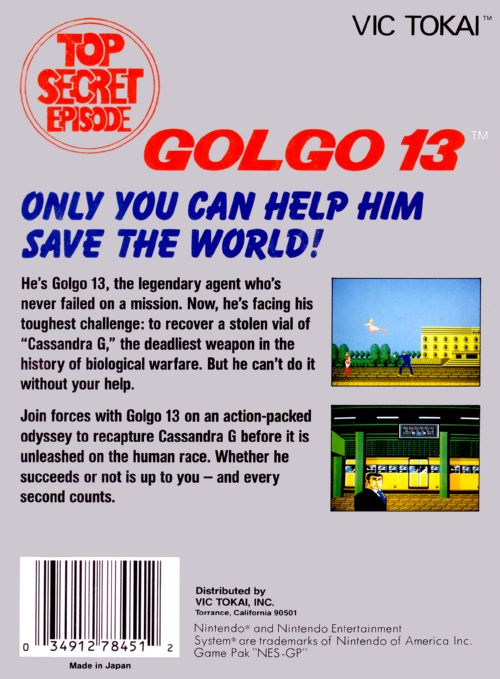 TOP
SECRET
EPISODE
VIC TOKAI™
GOLGO 13™
ONLY YOU CAN HELP HIM
SAVE THE WORLD!
He's Golgo 13, the legendary agent who's
never failed on a mission. Now, he's facing his
toughest challenge: to recover a stolen vial of
“Cassandra G,” the deadliest weapon in the
history of biological warfare. But he can't do it
without your help.
Join forces with Golgo 13 on an action-packed
odyssey to recapture Cassandra G before it is
unleashed on the human race. Whether he
succeeds or not is up to you – and every
second counts.
0 34912 78451 2
Made in Japan
Distributed by
VIC TOKAI, INC.
Torrance, California 90501
Nintendo® and Nintendo Entertainment
System® are trademarks of Nintendo of America Inc.
Game Pak "NES-GP"